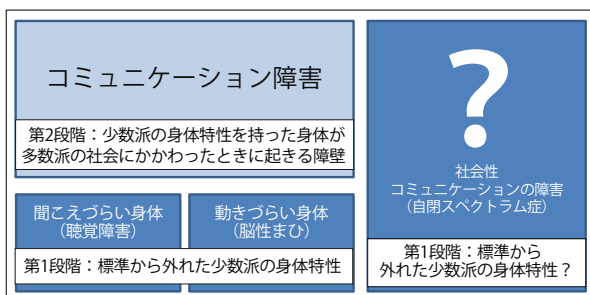 コミュニケーション障害
第2段階：少数派の身体特性を持った身体が
多数派の社会にかかわったときに起きる障壁
聞こえづらい身体
（聴覚障害）
動きづらい身体
（脳性まひ）
第1段階：標準から外れた少数派の身体特性
?
社会性
コミュニケーションの障害
（自閉スペクトラム症）
第1段階：標準から
外れた少数派の身体特性？